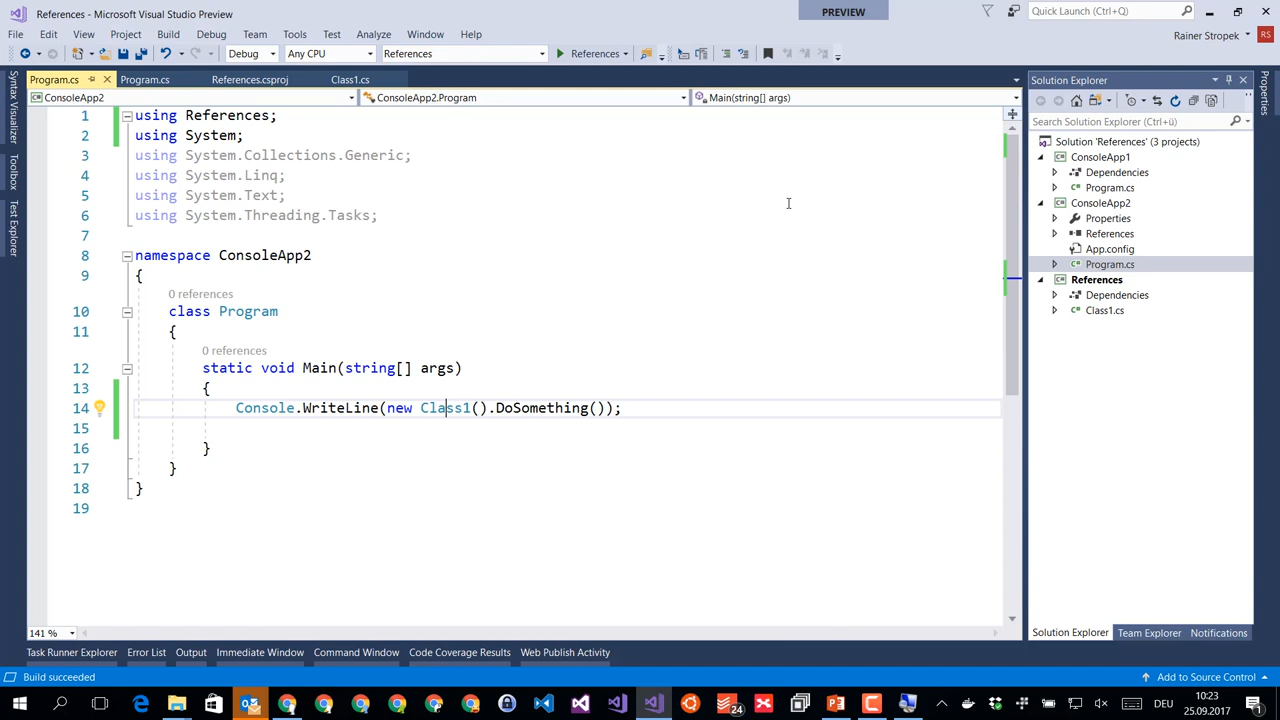 References - Microsoft Visual Studio Preview
PREVIEW
Quick Launch (Ctrl+Q)
File Edit View Project Build Debug Team Tools Test Analyze Window Help
Rainer Stropek
RS
Debug Any CPU References References
Program.cs Program.cs References.csproj Class1.cs
ConsoleApp2 ConsoleApp2.Program Main(string[] args)
Syntax Visualizer
Toolbox
Test Explorer
1 using References;
2 using System;
3 using System.Collections.Generic;
4 using System.Linq;
5 using System.Text;
6 using System.Threading.Tasks;
7
8 namespace ConsoleApp2
9 {
0 references
10 class Program
11 {
0 references
12 static void Main(string[] args)
13 {
14 Console.WriteLine(new Class1().DoSomething());
15
16 }
17 }
18 }
19
141 %
Solution Explorer
Search Solution Explorer (Ctrl+ü)
Solution 'References' (3 projects)
ConsoleApp1
Dependencies
Program.cs
ConsoleApp2
Properties
References
App.config
Program.cs
References
Dependencies
Class1.cs
Solution Explorer Team Explorer Notifications
Properties
Task Runner Explorer Error List Output Immediate Window Command Window Code Coverage Results Web Publish Activity
Build succeeded
Add to Source Control
24
DEU
10:23
25.09.2017